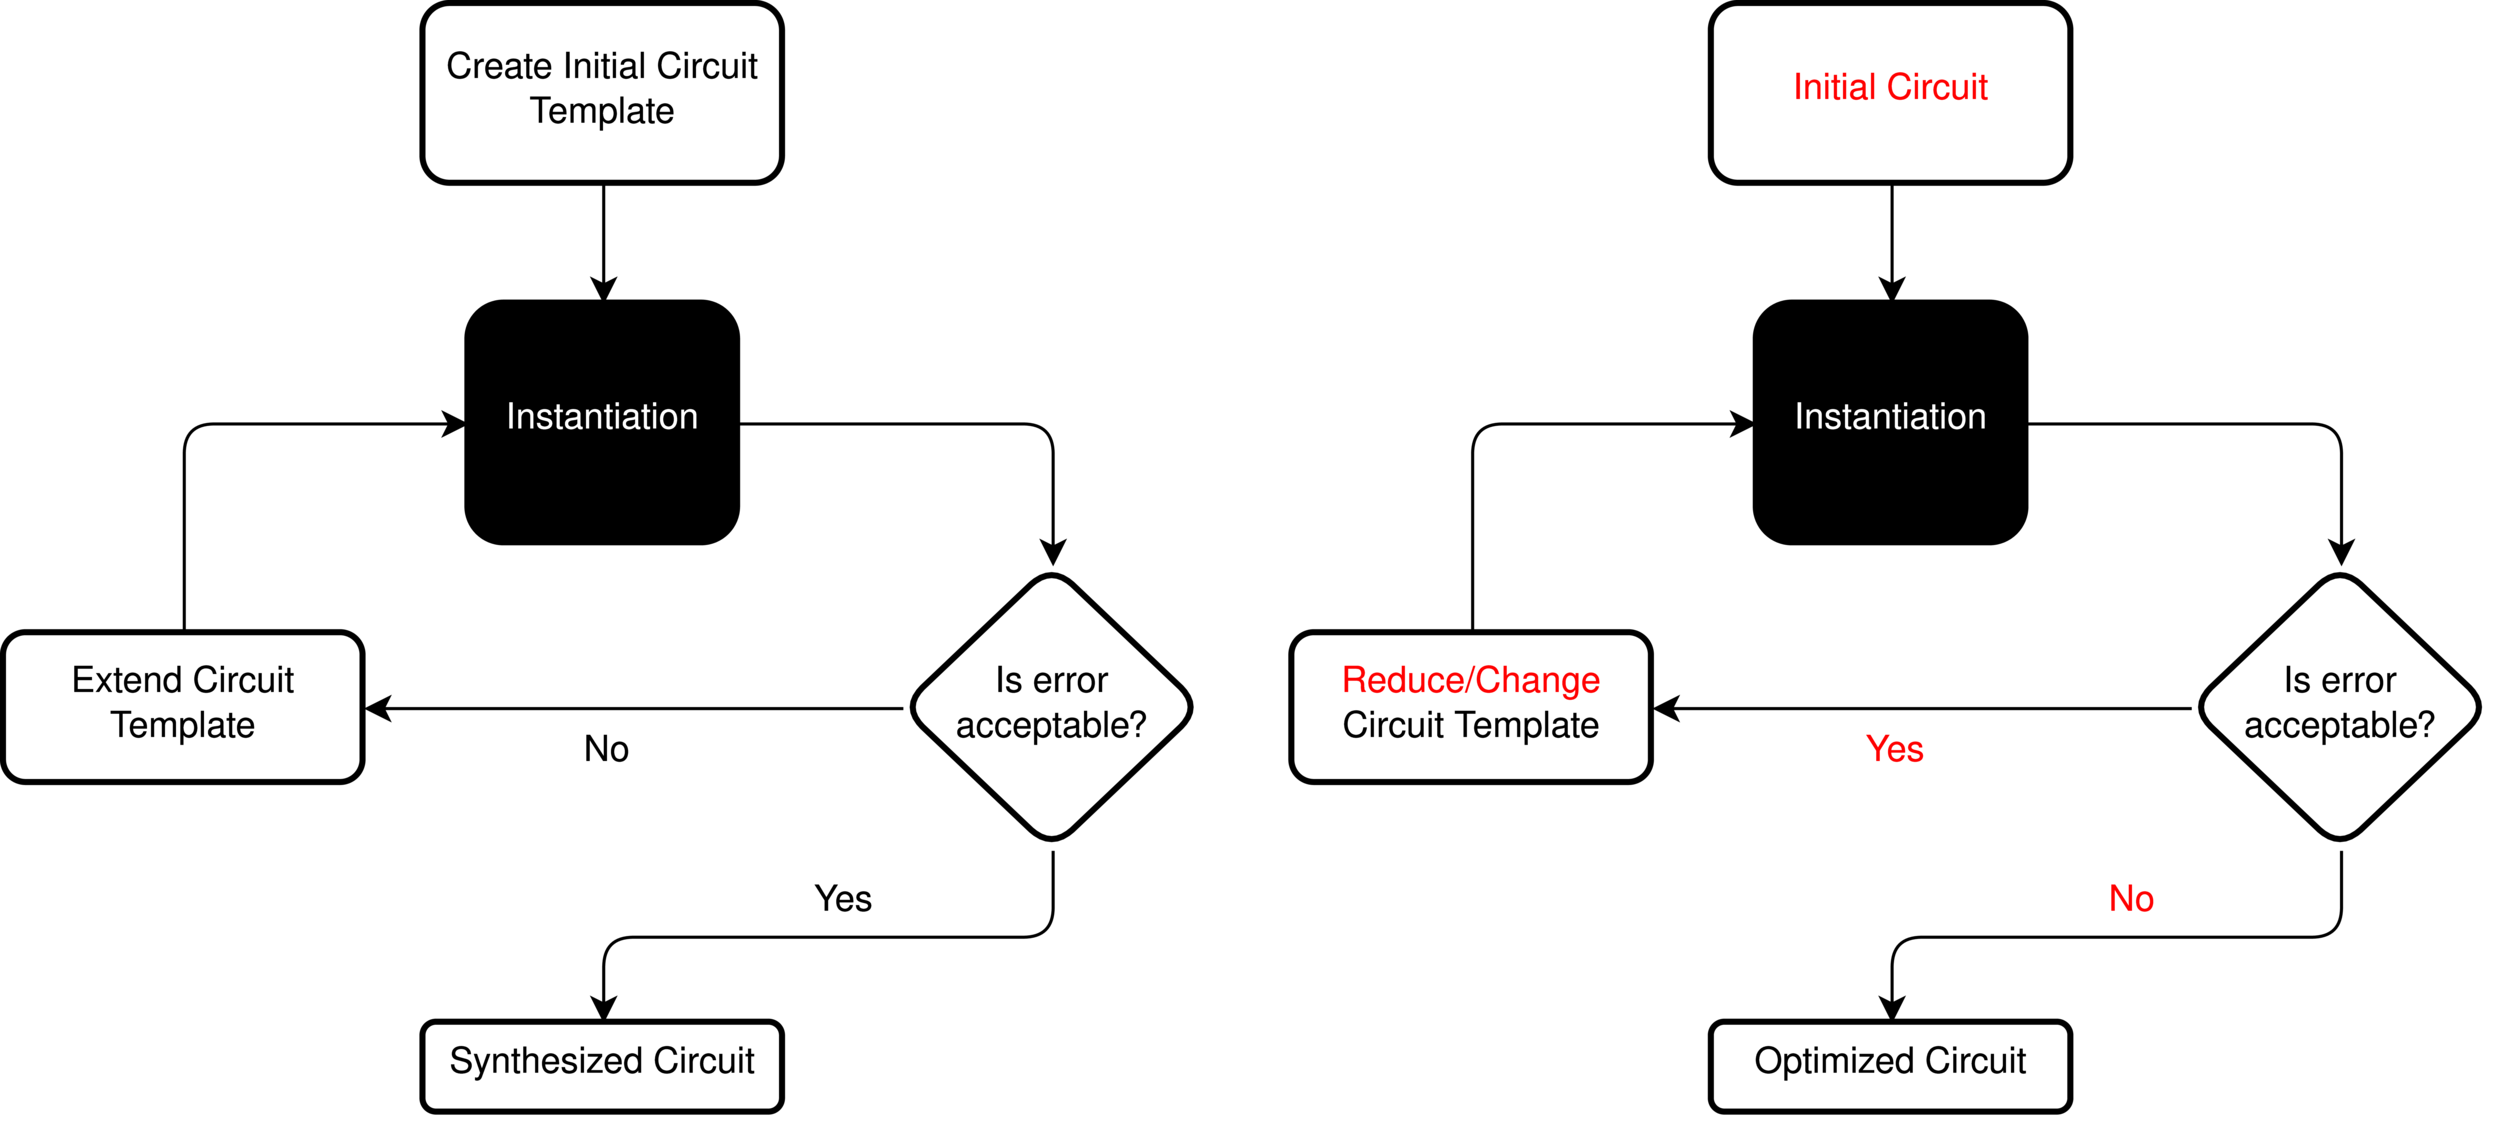 Create Initial Circuit
Template
Instantiation
Extend Circuit
Template
Is error
acceptable?
No
Yes
Synthesized Circuit
Initial Circuit
Instantiation
Reduce/Change
Circuit Template
Is error
acceptable?
Yes
No
Optimized Circuit